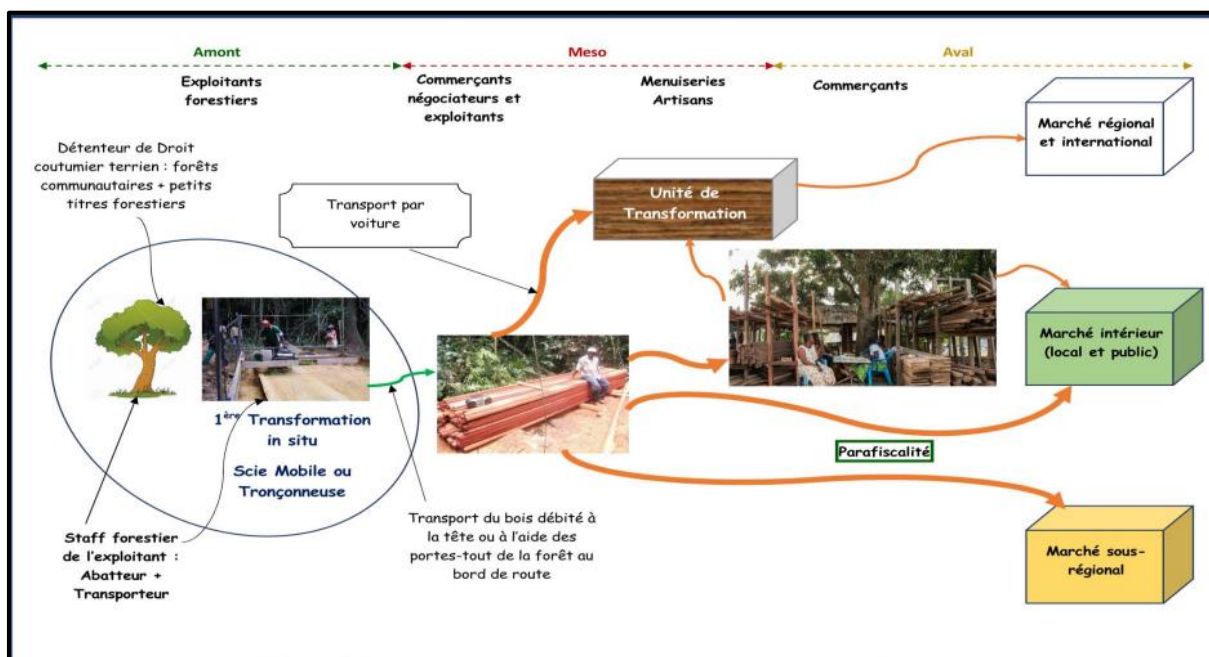 Amont
Meso
Aval
Exploitants
forestiers
Commerçants
négociateurs et
exploitants
Menuiseries
Artisans
Commerçants
Marché régional
et international
Détenteur de Droit
coutumier terrien : forêts
communautaires + petits
titres forestiers
Transport par
voiture
Unité de
Transformation
Marché intérieur
(local et public)
1ère Transformation
in situ
Scie Mobile ou
Tronçonneuse
Parafiscalité
Staff forestier
de l'exploitant :
Abatteur +
Transporteur
Transport du bois débité à
la tête ou à l'aide des
portes-tout de la forêt au
bord de route
Marché sous-
régional